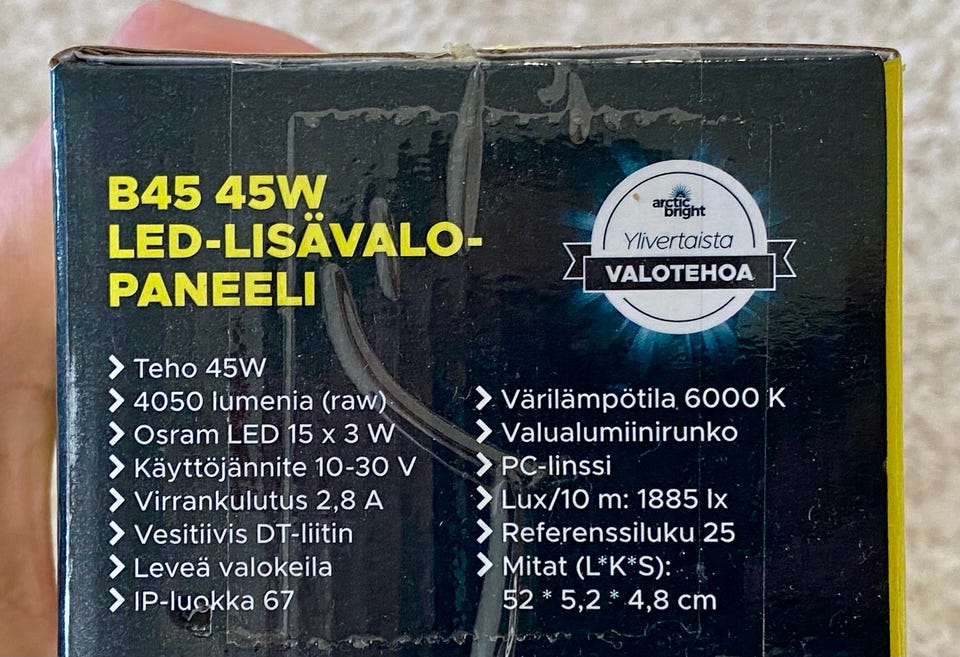 B45 45W
LED-LISÄVALO-
PANEELI
arctic
bright
Ylivertaista
VALOTEHOA
Teho 45W
4050 lumenia (raw)
Osram LED 15 x 3 W
Käyttöjännite 10-30 V
Virrankulutus 2,8 A
Vesitiivis DT-liitin
Leveä valokeila
IP-luokka 67
Värilämpötila 6000 K
Valualumiinirunko
PC-linssi
Lux/10 m: 1885 lx
Referenssiluku 25
Mitat (L*K*S):
52 * 5,2 * 4,8 cm